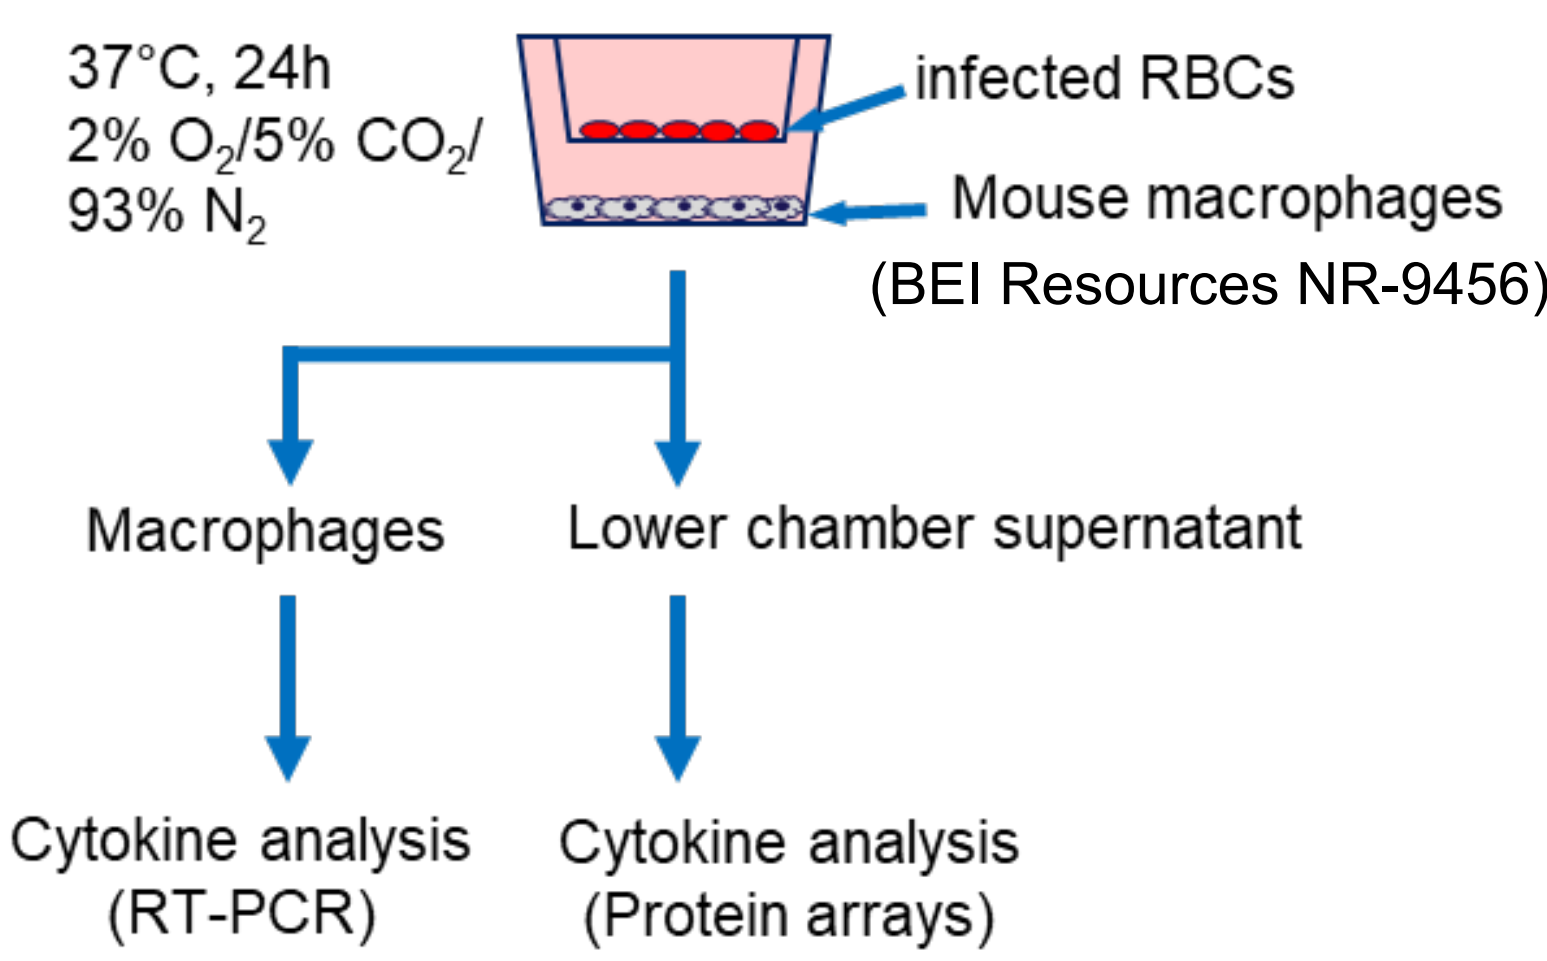 37°C, 24h
2% O₂/5% CO₂/
93% N₂
infected RBCs
Mouse macrophages
(BEI Resources NR-9456)
Macrophages
Lower chamber supernatant
Cytokine analysis
(RT-PCR)
Cytokine analysis
(Protein arrays)